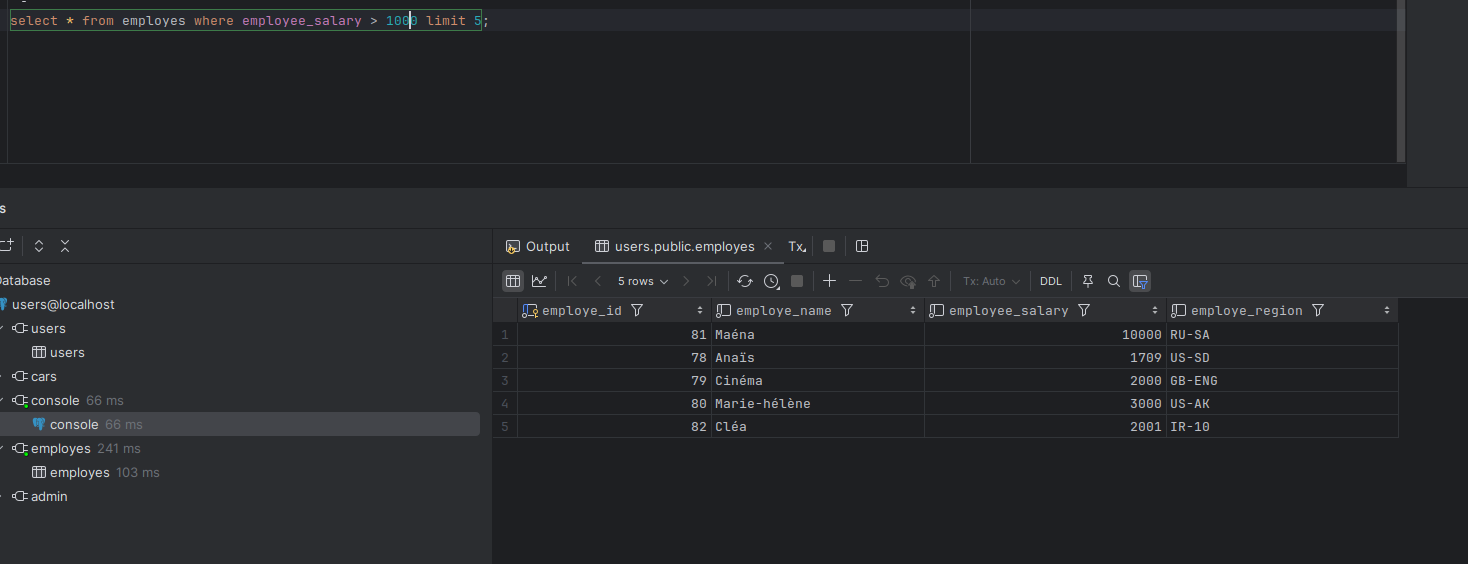 select * from employes where employee_salary > 1000 limit 5;
s
Output users.public.employes Tx
5 rows Tx: Auto DDL
Database
users@localhost
users
users
cars
console 66 ms
console 66 ms
employes 241 ms
employes 103 ms
admin
employe_id employe_name employee_salary employe_region
1 81 Maéna 10000 RU-SA
2 78 Anaïs 1709 US-SD
3 79 Cinéma 2000 GB-ENG
4 80 Marie-hélène 3000 US-AK
5 82 Cléa 2001 IR-10